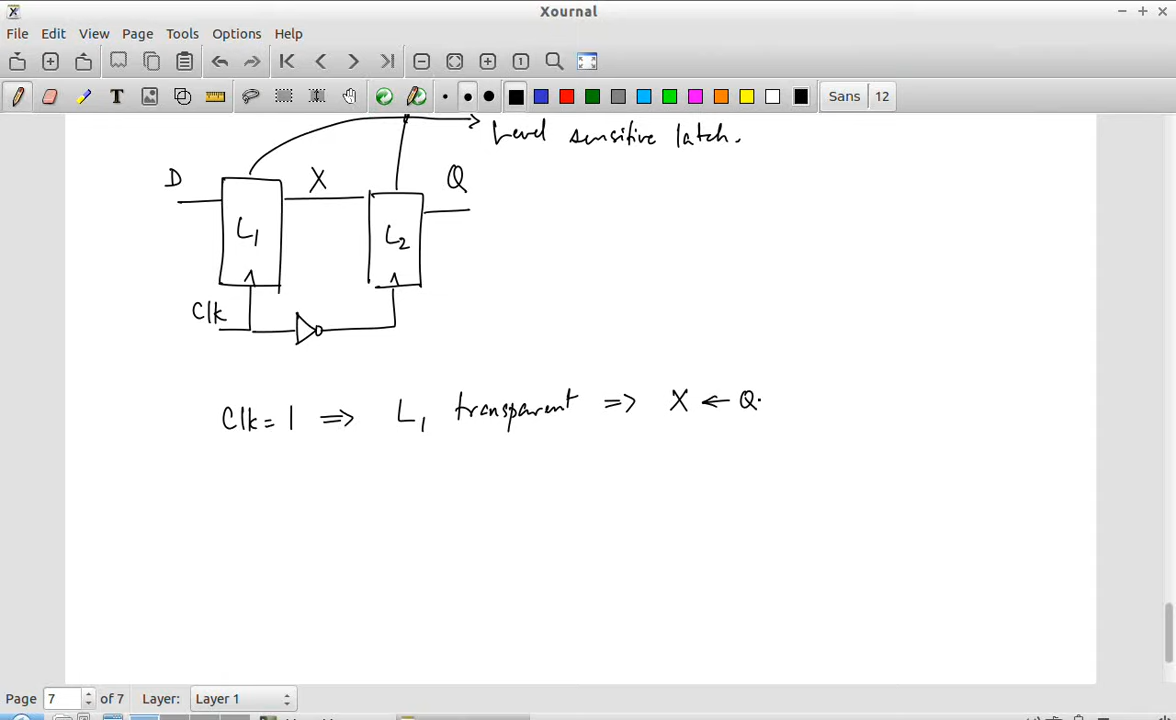 Xournal
File Edit View Page Tools Options Help
Sans 12
Level sensitive latch.
D X Q
L1 L2
Clk
Clk = 1 => L1 transparent => X ← Q.
Page 7 of 7 Layer: Layer 1